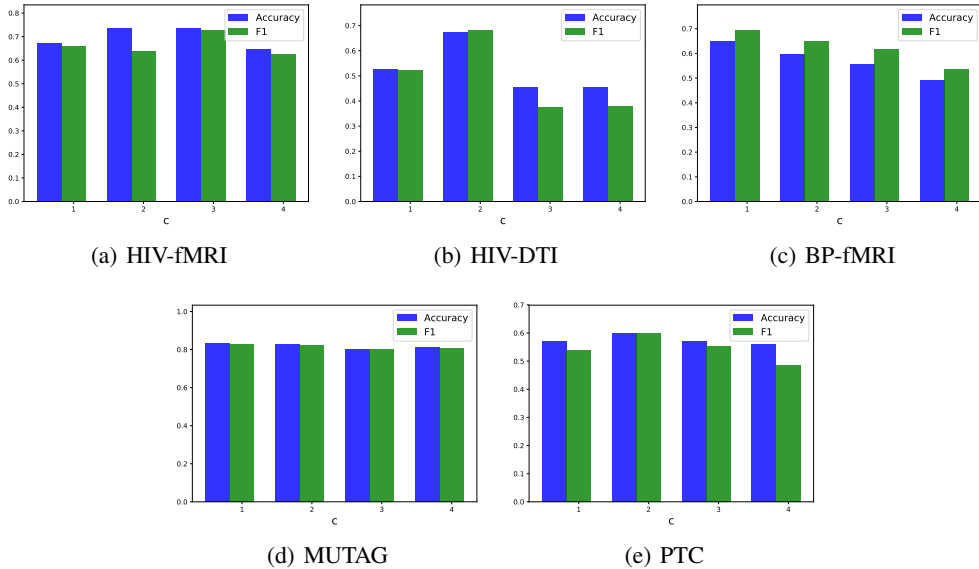 0.8
0.7
0.6
0.5
0.4
0.3
0.2
0.1
0.0
Accuracy
F1
1 2 3 4
c
(a) HIV-fMRI
0.7
0.6
0.5
0.4
0.3
0.2
0.1
0.0
Accuracy
F1
1 2 3 4
c
(b) HIV-DTI
0.7
0.6
0.5
0.4
0.3
0.2
0.1
0.0
Accuracy
F1
1 2 3 4
c
(c) BP-fMRI
1.0
0.8
0.6
0.4
0.2
0.0
Accuracy
F1
1 2 3 4
c
(d) MUTAG
0.7
0.6
0.5
0.4
0.3
0.2
0.1
0.0
Accuracy
F1
1 2 3 4
c
(e) PTC